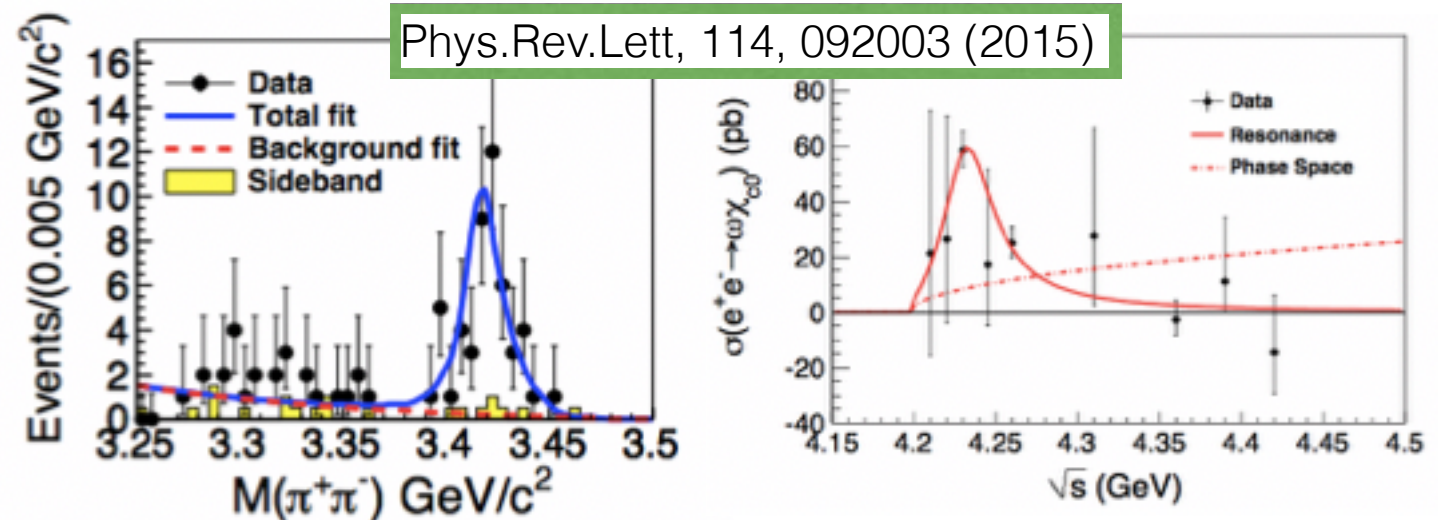 Phys.Rev.Lett, 114, 092003 (2015)
Events/(0.005 GeV/c²)
16
14
12
10
8
6
4
2
0
Data
Total fit
Background fit
Sideband
3.25 3.3 3.35 3.4 3.45 3.5
M(π⁺π⁻) GeV/c²
σ(e⁺e⁻→ωχc0) (pb)
80
60
40
20
0
-20
-40
Data
Resonance
Phase Space
4.15 4.2 4.25 4.3 4.35 4.4 4.45 4.5
√s (GeV)